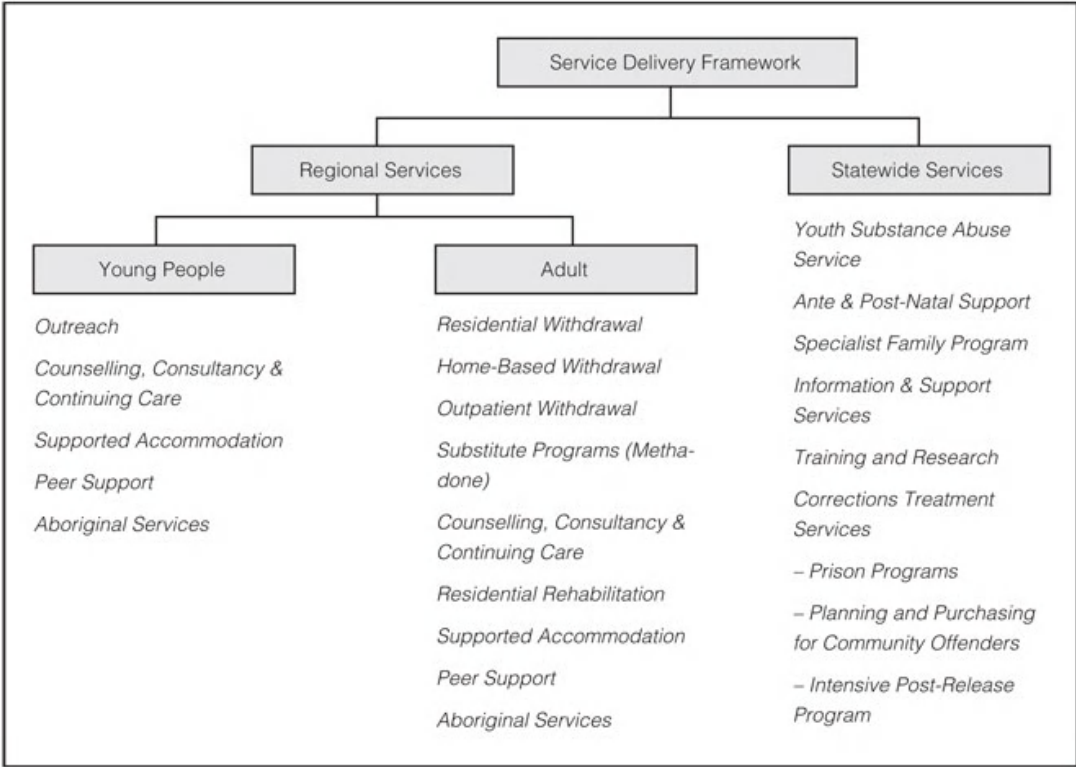 Service Delivery Framework
Regional Services
Statewide Services
Young People
Outreach
Counselling, Consultancy &
Continuing Care
Supported Accommodation
Peer Support
Aboriginal Services
Adult
Residential Withdrawal
Home-Based Withdrawal
Outpatient Withdrawal
Substitute Programs (Metha-
done)
Counselling, Consultancy &
Continuing Care
Residential Rehabilitation
Supported Accommodation
Peer Support
Aboriginal Services
Youth Substance Abuse
Service
Ante & Post-Natal Support
Specialist Family Program
Information & Support
Services
Training and Research
Corrections Treatment
Services
– Prison Programs
– Planning and Purchasing
for Community Offenders
– Intensive Post-Release
Program